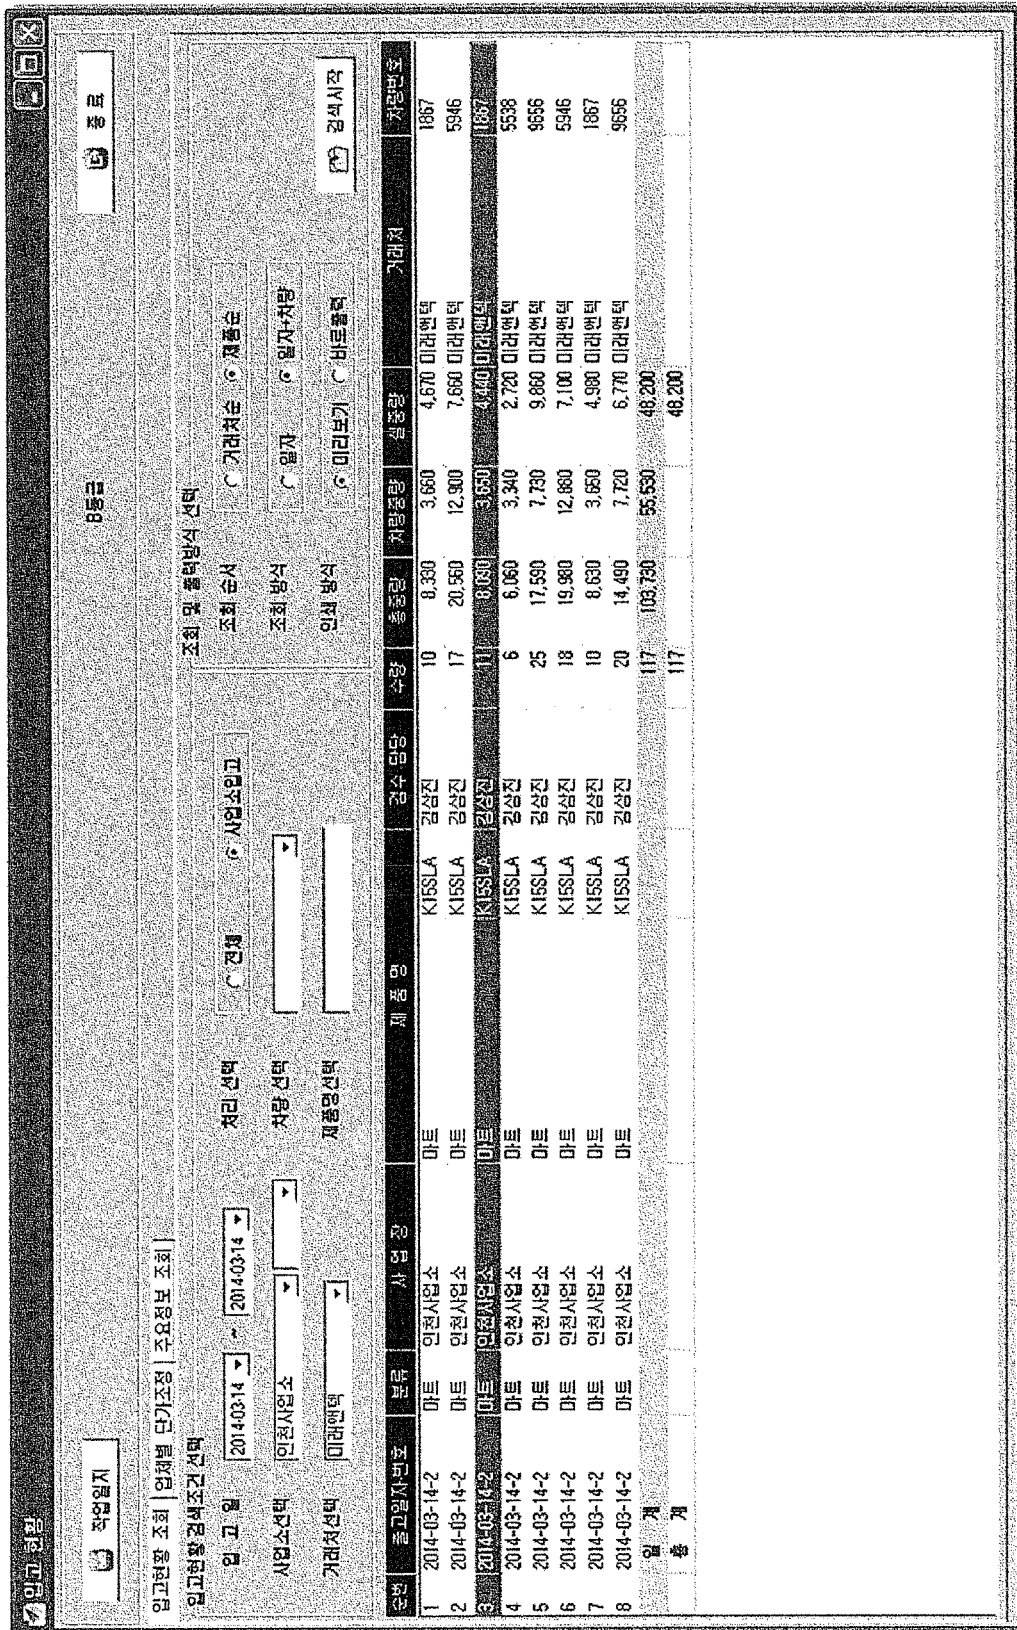 입고 현황
작업일지
B동급
종료
입고현황 조회 업체별 단가조정 주요정보 조회
입고현황 검색조건 선택
입 고 일 2014-03-14 ~ 2014-03-14
처리 선택 전체 사업소입고
사업소선택 인천사업소
차량 선택
거래처선택 미래앤텍
제품명선택
조회 및 출력방식 선택
조회 순서 거래처순 제품순
조회 방식 일자 일자+차량
인쇄 방식 미리보기 바로출력
검색시작
순번 출고일자번호 분류 사 업 장 제 품 명 검수 담당 수량 총중량 차량중량 실중량 거래처 차량번호
1 2014-03-14-2 마트 인천사업소 마트 K15SLA 김상진 10 8,330 3,660 4,670 미래앤텍 1867
2 2014-03-14-2 마트 인천사업소 마트 K15SLA 김상진 17 20,560 12,900 7,660 미래앤텍 5946
3 2014-03-14-2 마트 인천사업소 마트 K15SLA 김상진 11 8,090 3,650 4,440 미래앤텍 1867
4 2014-03-14-2 마트 인천사업소 마트 K15SLA 김상진 6 6,060 3,340 2,720 미래앤텍 5538
5 2014-03-14-2 마트 인천사업소 마트 K15SLA 김상진 25 17,590 7,730 9,860 미래앤텍 9656
6 2014-03-14-2 마트 인천사업소 마트 K15SLA 김상진 18 19,980 12,880 7,100 미래앤텍 5946
7 2014-03-14-2 마트 인천사업소 마트 K15SLA 김상진 10 8,630 3,650 4,980 미래앤텍 1867
8 2014-03-14-2 마트 인천사업소 마트 K15SLA 김상진 20 14,490 7,720 6,770 미래앤텍 9656
일 계 117 103,730 55,530 48,200
총 계 117 48,200